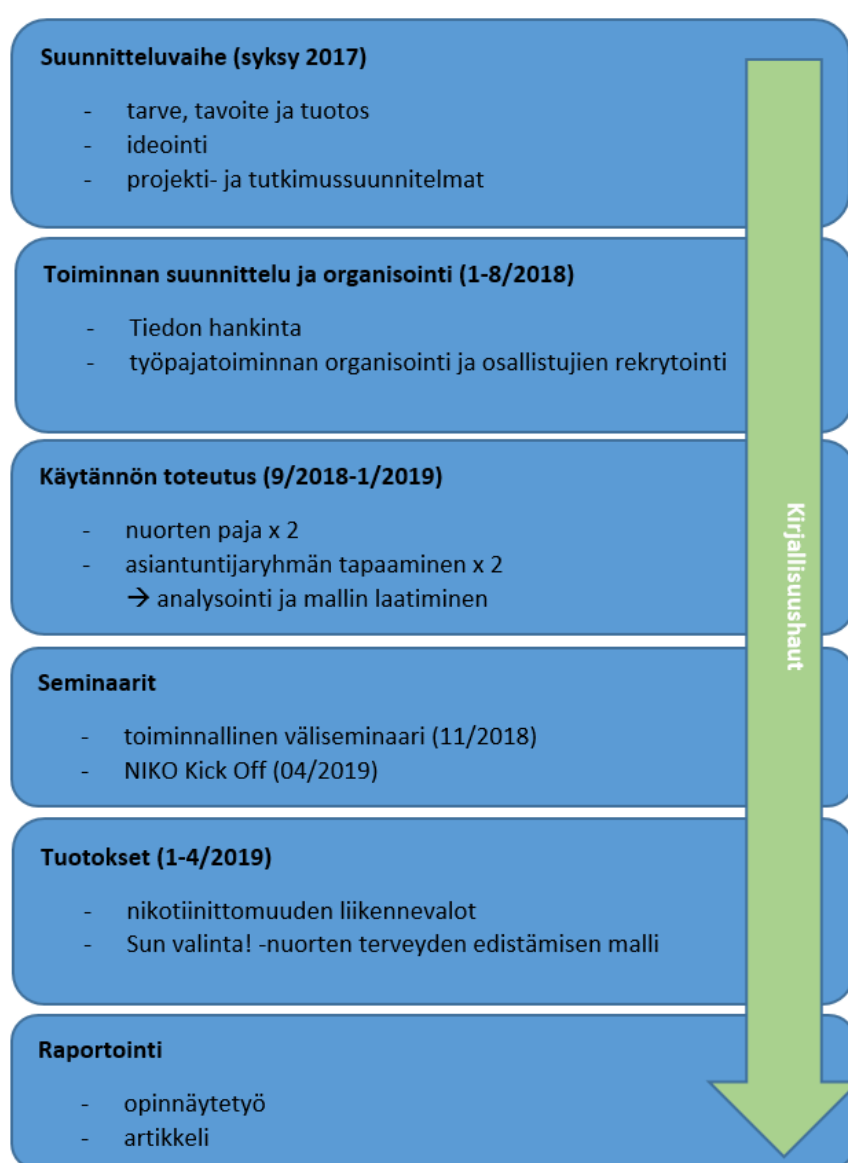 Suunnitteluvaihe (syksy 2017)
- tarve, tavoite ja tuotos
- ideointi
- projekti- ja tutkimussuunnitelmat
Toiminnan suunnittelu ja organisointi (1-8/2018)
- Tiedon hankinta
- työpajatoiminnan organisointi ja osallistujien rekrytointi
Käytännön toteutus (9/2018-1/2019)
- nuorten paja x 2
- asiantuntijaryhmän tapaaminen x 2
→ analysointi ja mallin laatiminen
Seminaarit
- toiminnallinen väliseminaari (11/2018)
- NIKO Kick Off (04/2019)
Tuotokset (1-4/2019)
- nikotiinittomuuden liikennevalot
- Sun valinta! -nuorten terveyden edistämisen malli
Raportointi
- opinnäytetyö
- artikkeli
Kirjallisuushaut